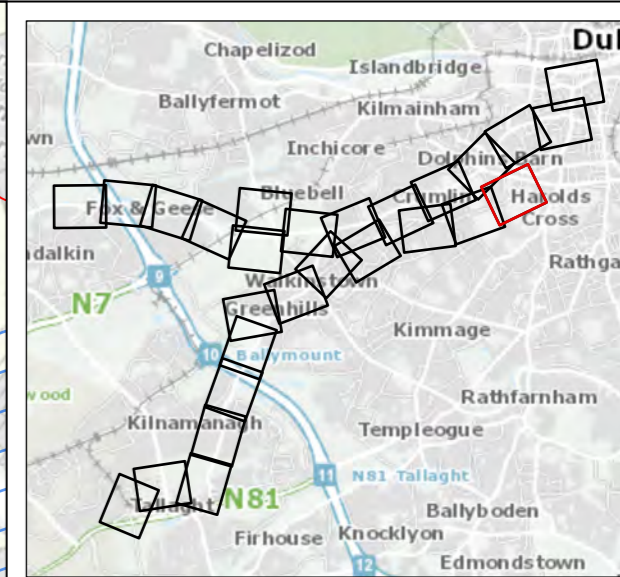 Dul
Chapelizod
Islandbridge
Ballyfermot
Kilmainham
wn
Inchicore
Dolphins Barn
Bluebell
Crumlin
Harolds
Cross
Fox & Geese
ndalkin
Rathga
9
Walkinstown
N7
Greenhills
Kimmage
10
Ballymount
wood
Rathfarnham
Kilnamanagh
Templeogue
11
N81 Tallaght
Tallaght
N81
Ballyboden
Firhouse
Knocklyon
12
Edmondstown